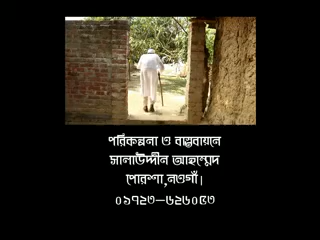 পরিকল্পনা ও বাস্তবায়নে
সানাউদ্দীন আহম্মেদ
পোরশা,নওগাঁ।
০১৭২৩-৬২৬০৫৩